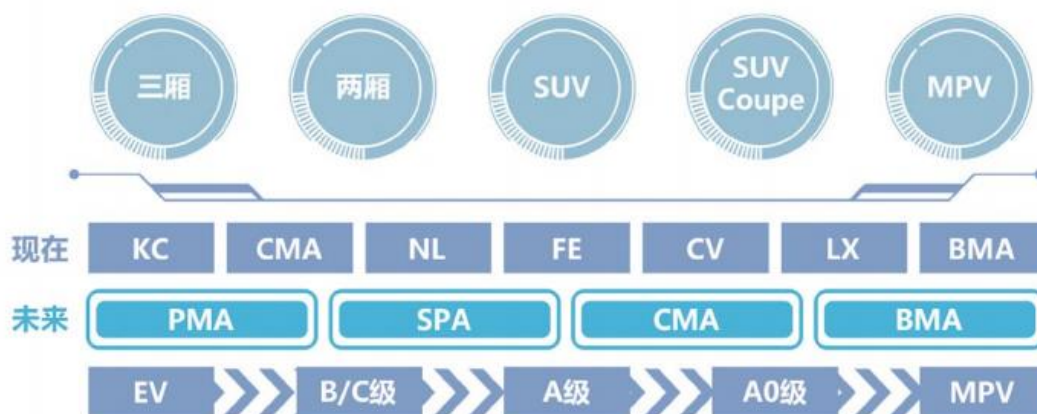 三厢 两厢 SUV SUV Coupe MPV
现在 KC CMA NL FE CV LX BMA
未来 PMA SPA CMA BMA
EV B/C级 A级 A0级 MPV